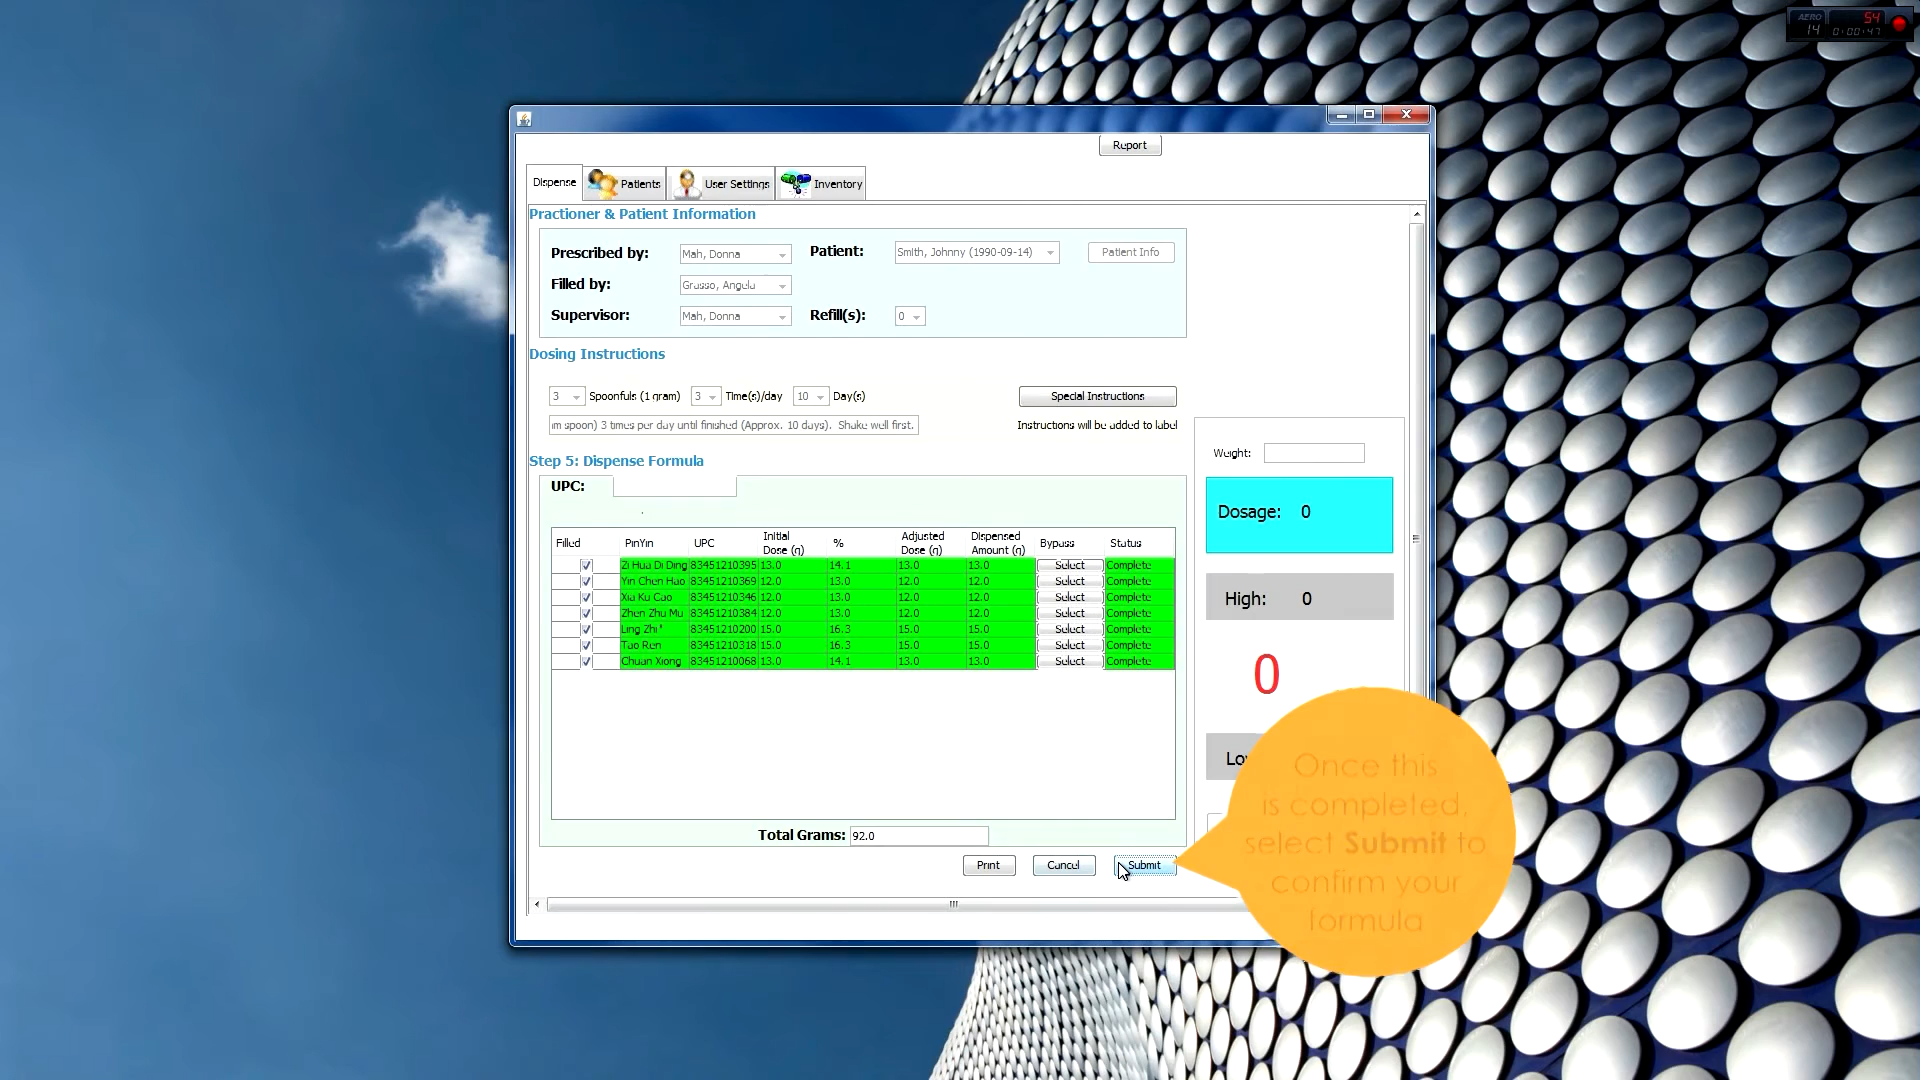 AERO 54
14 0:00:47
Report
Dispense Patients User Settings Inventory
Practioner & Patient Information
Prescribed by: Mah, Donna Patient: Smith, Johnny (1990-09-14) Patient Info
Filled by: Grasso, Angela
Supervisor: Mah, Donna Refill(s): 0
Dosing Instructions
3 Spoonfuls (1 gram) 3 Time(s)/day 10 Day(s) Special Instructions
spoon) 3 times per day until finished (Approx. 10 days). Shake well first. Instructions will be added to label
Weight:
Step 5: Dispense Formula
UPC:
Dosage: 0
Filled PinYin UPC Initial Dose (g) % Adjusted Dose (g) Dispensed Amount (g) Bypass Status
Zi Hua Di Ding 83451210395 13.0 14.1 13.0 13.0 Select Complete
Yin Chen Hao 83451210369 12.0 13.0 12.0 12.0 Select Complete
Xia Ku Cao 83451210346 12.0 13.0 12.0 12.0 Select Complete
Zhen Zhu Mu 83451210384 12.0 13.0 12.0 12.0 Select Complete
Ling Zhi * 83451210200 15.0 16.3 15.0 15.0 Select Complete
Tao Ren 83451210318 15.0 16.3 15.0 15.0 Select Complete
Chuan Xiong 83451210068 13.0 14.1 13.0 13.0 Select Complete
High: 0
0
Total Grams: 92.0
Print Cancel Submit
Once this
is completed,
select Submit to
confirm your
formula